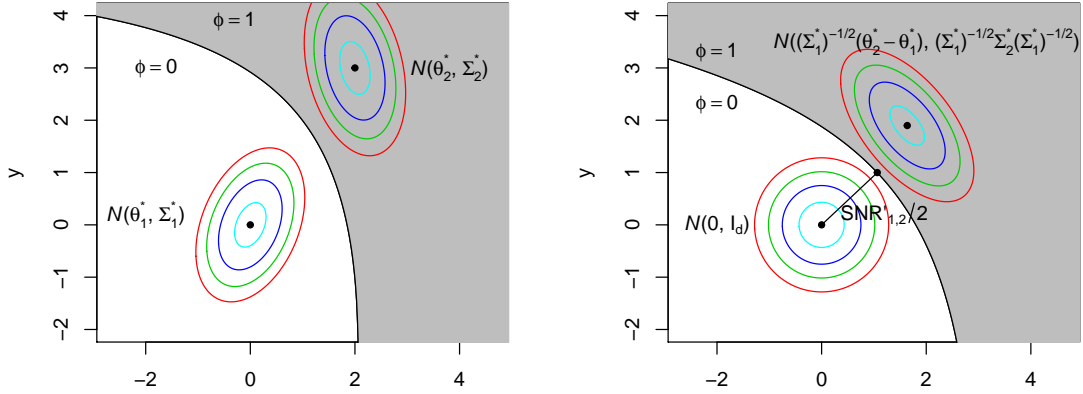 ϕ = 1
ϕ = 0
N(θ*2, Σ*2)
N(θ*1, Σ*1)
y
4
3
2
1
0
−1
−2
−2 0 2 4
N((Σ*1)−1/2(θ*2 − θ*1), (Σ*1)−1/2Σ*2(Σ*1)−1/2)
ϕ = 1
ϕ = 0
N(0, Id)
SNR'1,2/2
y
4
3
2
1
0
−1
−2
−2 0 2 4